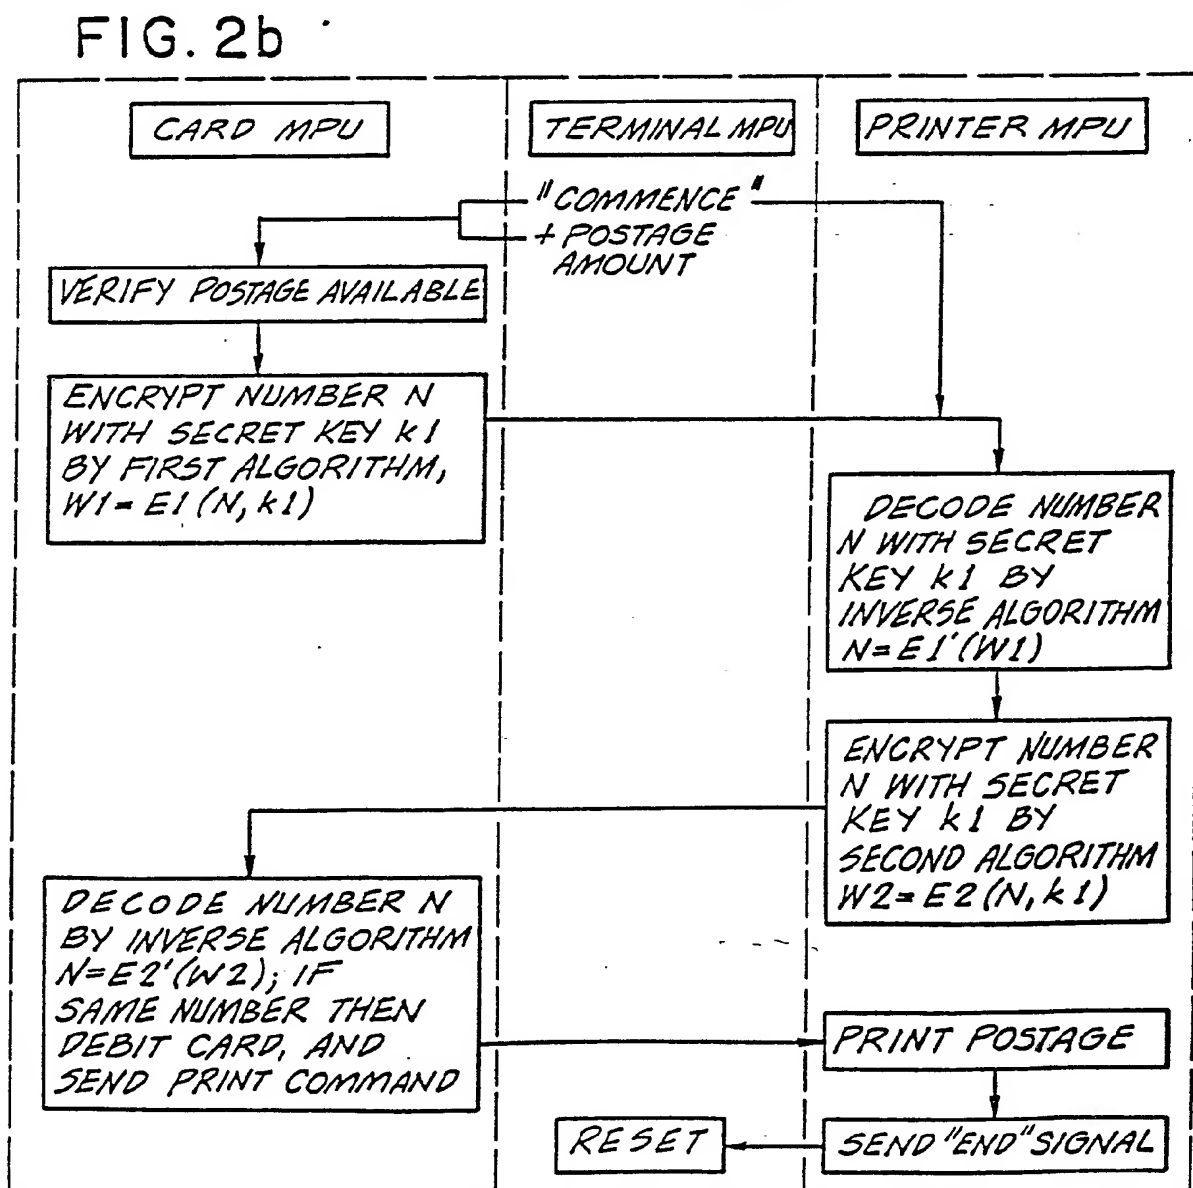 FIG. 2b
CARD MPU
TERMINAL MPU
PRINTER MPU
"COMMENCE"
+ POSTAGE
AMOUNT
VERIFY POSTAGE AVAILABLE
ENCRYPT NUMBER N
WITH SECRET KEY k1
BY FIRST ALGORITHM,
W1=E1(N,k1)
DECODE NUMBER
N WITH SECRET
KEY k1 BY
INVERSE ALGORITHM
N=E1'(W1)
ENCRYPT NUMBER
N WITH SECRET
KEY k1 BY
SECOND ALGORITHM
W2=E2(N,k1)
DECODE NUMBER N
BY INVERSE ALGORITHM
N=E2'(W2); IF
SAME NUMBER THEN
DEBIT CARD, AND
SEND PRINT COMMAND
PRINT POSTAGE
SEND "END" SIGNAL
RESET